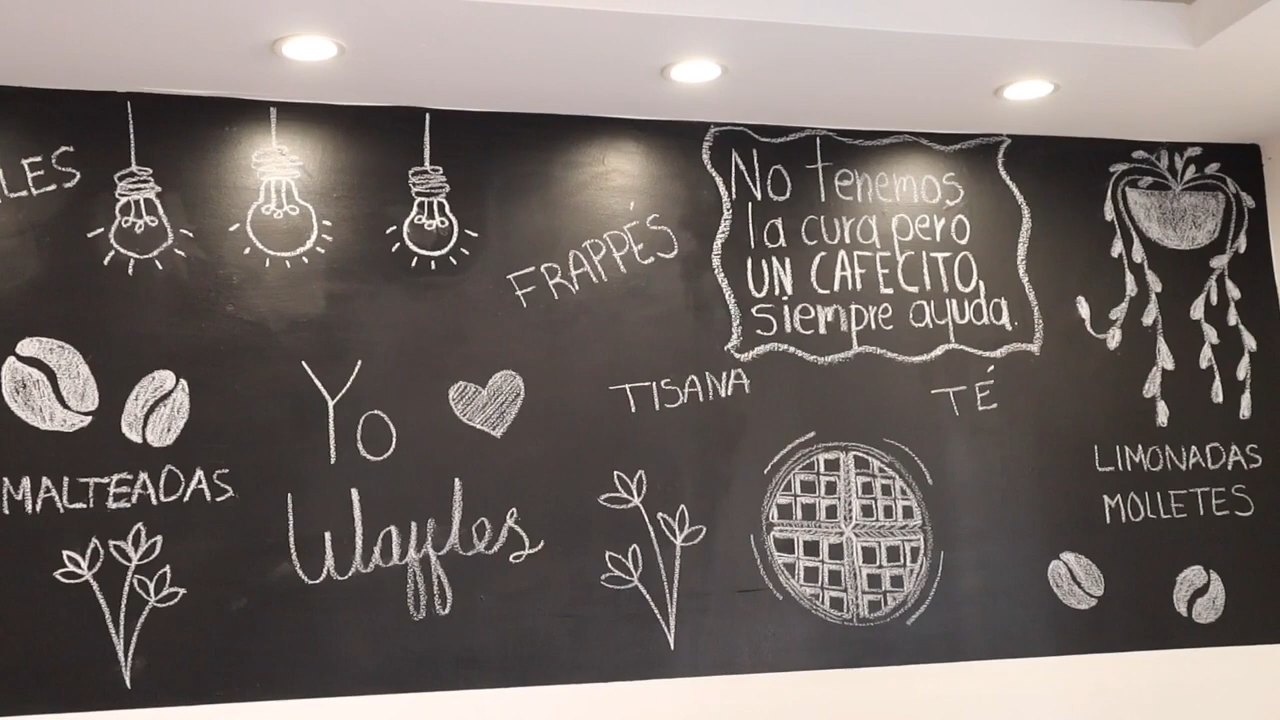 LES
FRAPPÉS
No tenemos
la cura pero
UN CAFECITO,
siempre ayuda.
MALTEADAS
Yo
Waffles
TISANA
TÉ
LIMONADAS
MOLLETES